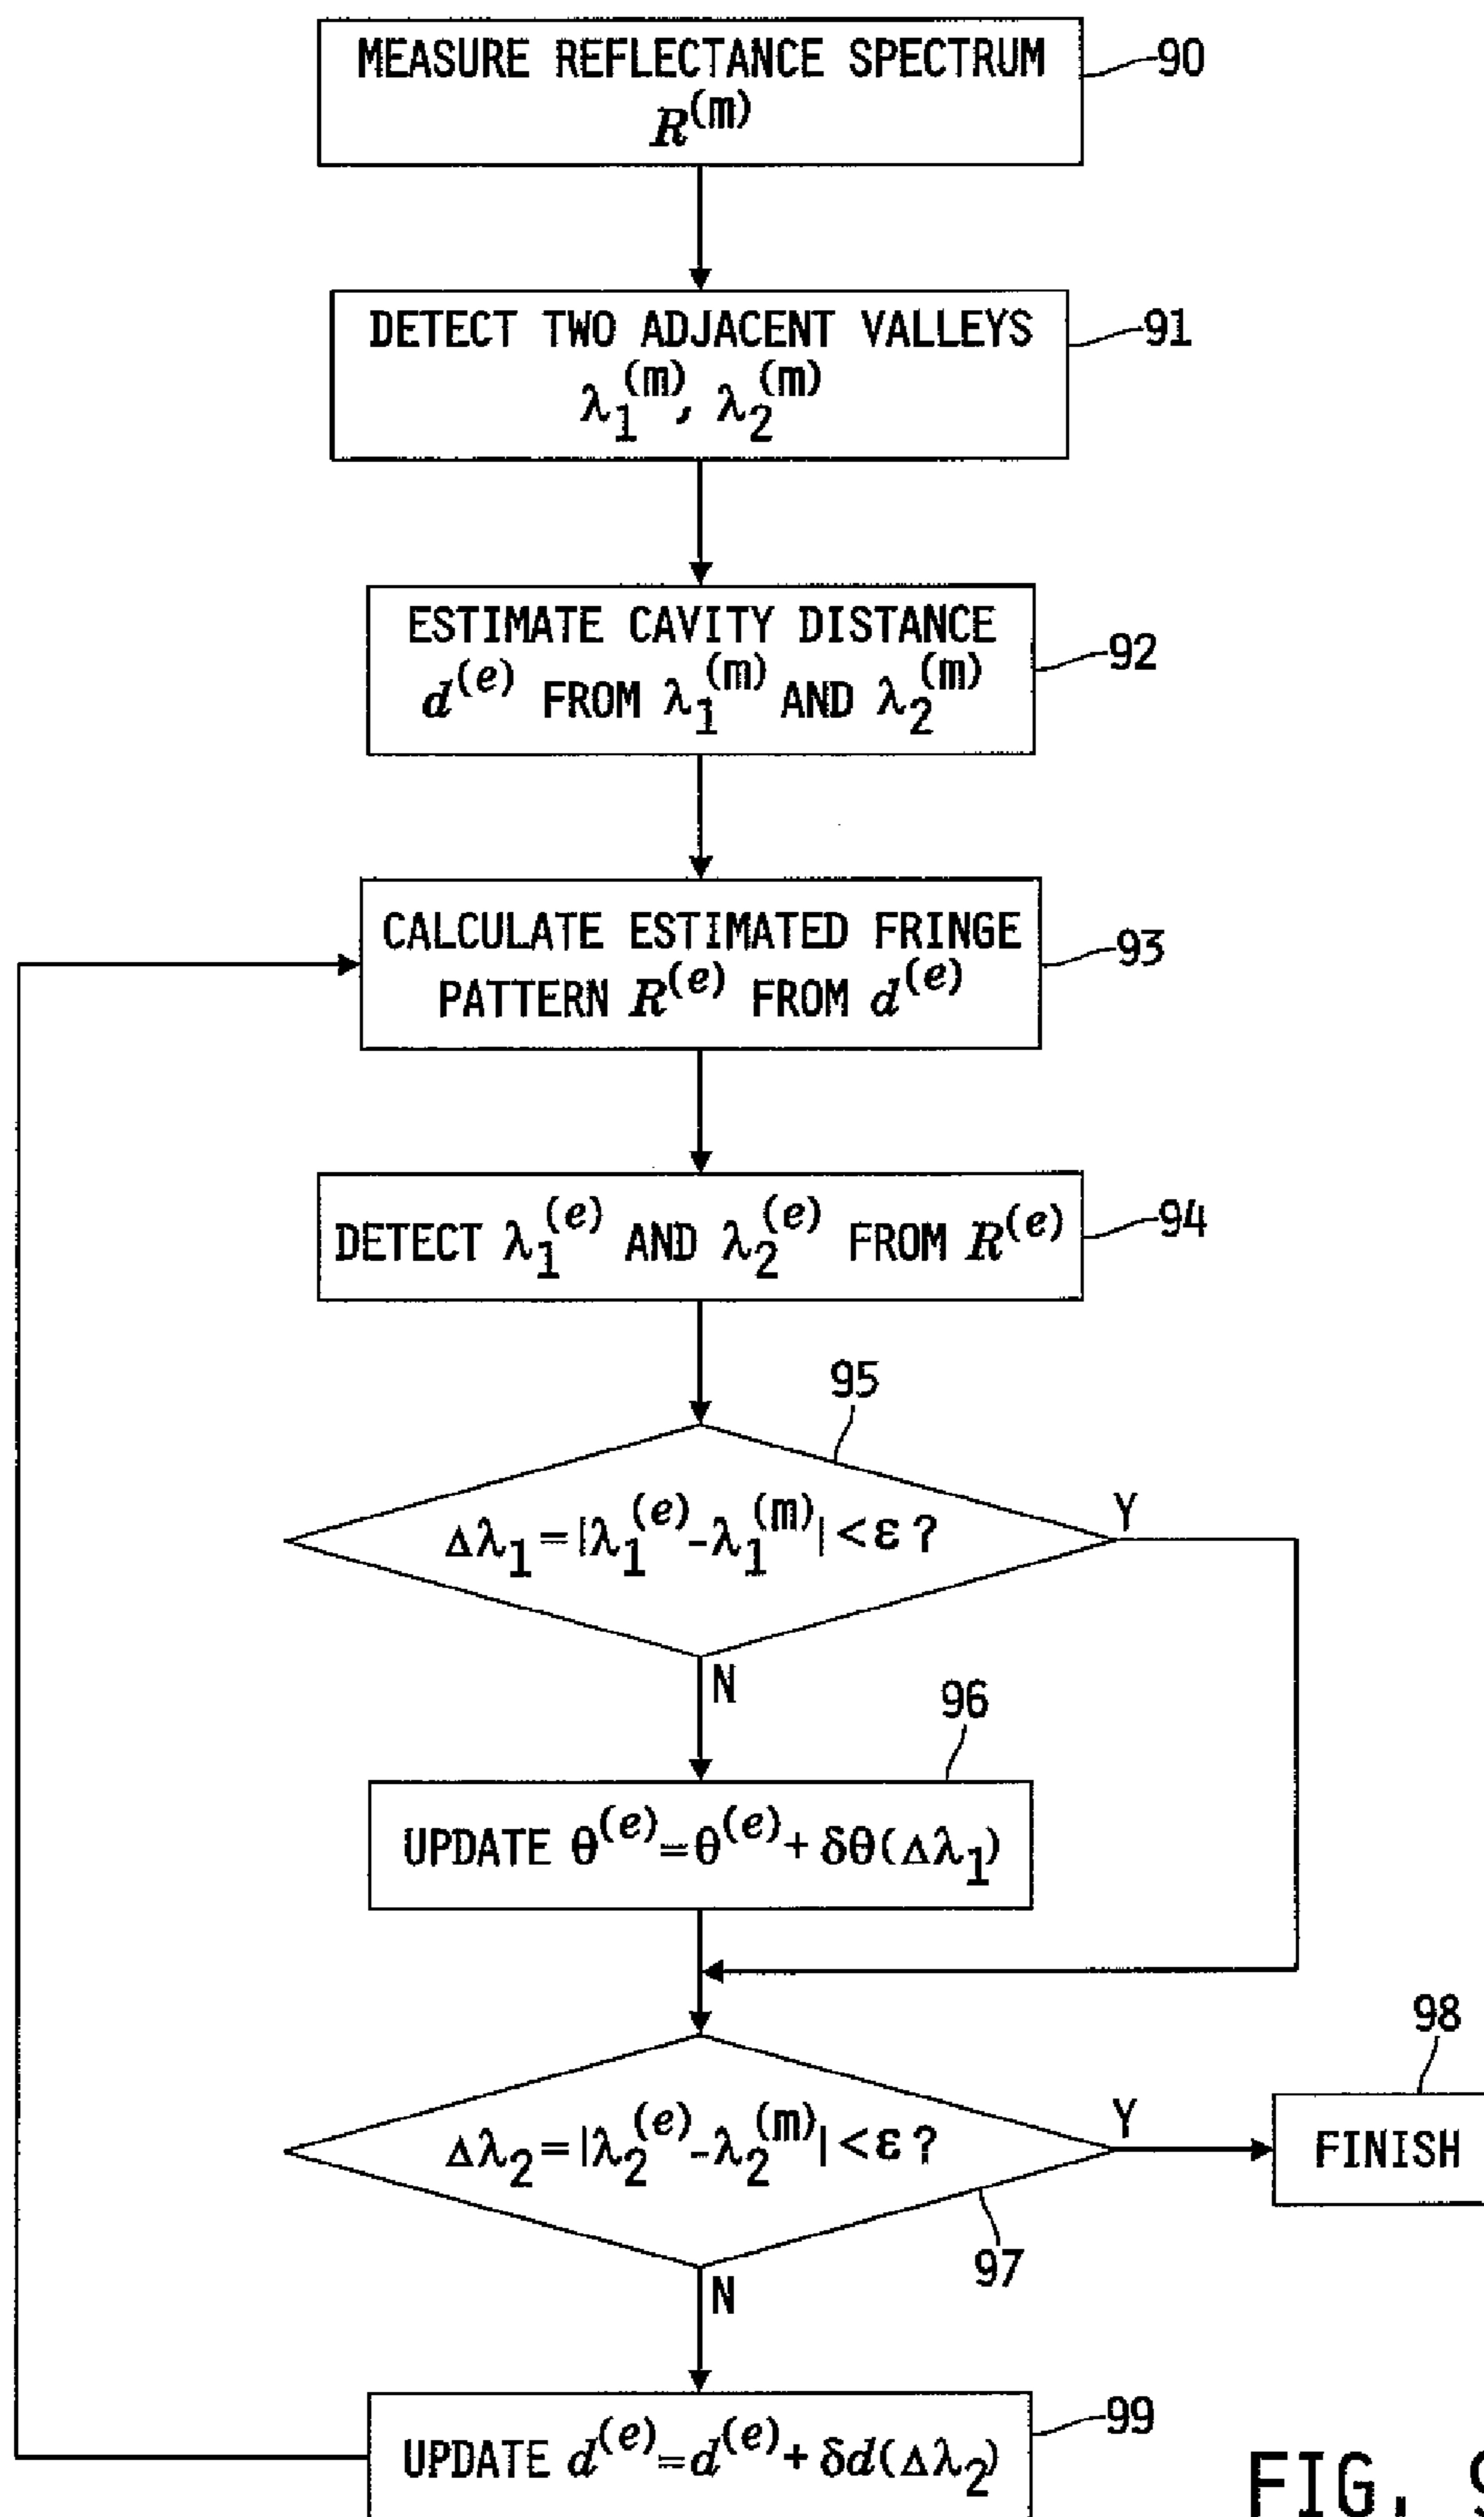 MEASURE REFLECTANCE SPECTRUM
R^(m)
90
DETECT TWO ADJACENT VALLEYS
λ₁^(m), λ₂^(m)
91
ESTIMATE CAVITY DISTANCE
d^(e) FROM λ₁^(m) AND λ₂^(m)
92
CALCULATE ESTIMATED FRINGE
PATTERN R^(e) FROM d^(e)
93
DETECT λ₁^(e) AND λ₂^(e) FROM R^(e)
94
95
Δλ₁=|λ₁^(e)-λ₁^(m)|<ε?
Y
N
96
UPDATE θ^(e)=θ^(e)+δθ(Δλ₁)
98
Δλ₂=|λ₂^(e)-λ₂^(m)|<ε?
Y
FINISH
97
N
99
UPDATE d^(e)=d^(e)+δd(Δλ₂)
FIG. 9